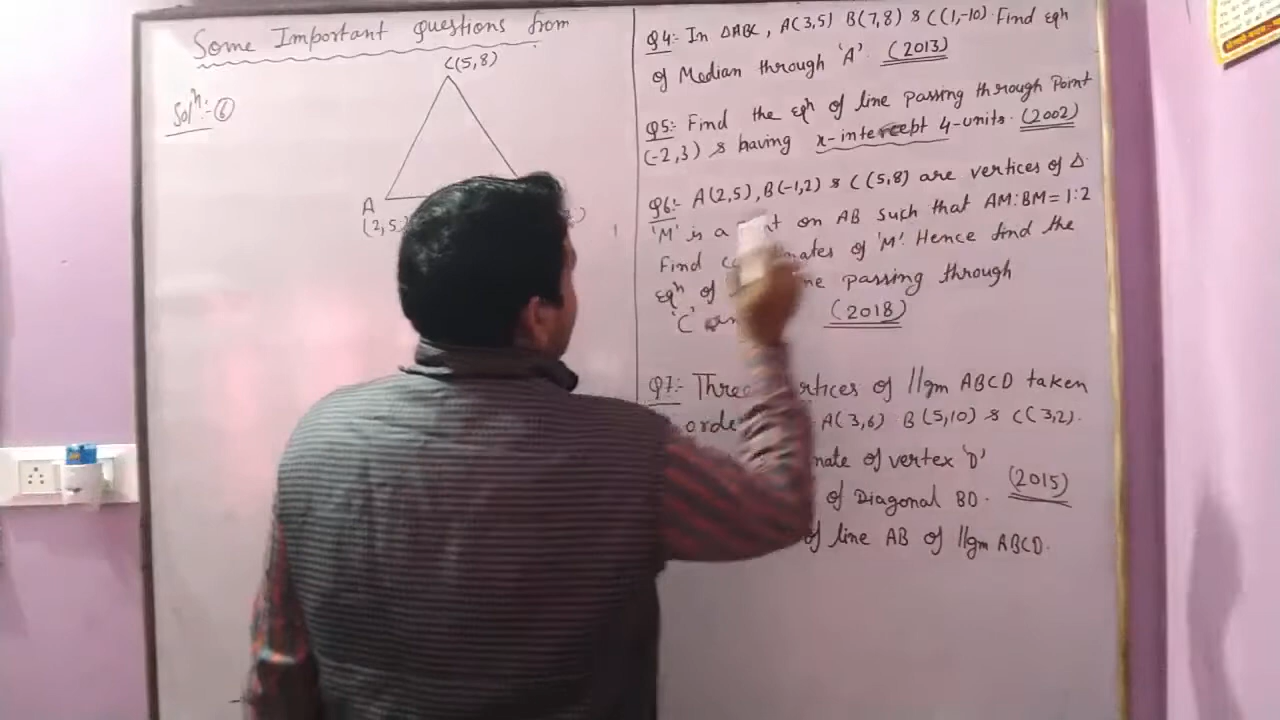 Some Important Questions from
Solⁿ:- ⑥
C(5,8)
A
(2,5)
Q4:- In ∆ABC, A(3,5) B(7,8) & C(1,-10). Find eqⁿ
of Median through 'A'. (2013)
Q5:- Find the eqⁿ of line passing through Point
(-2,3) & having x-intercept 4-units. (2002)
Q6:- A(2,5), B(-1,2) & C(5,8) are vertices of ∆.
'M' is a on AB such that AM:BM=1:2
Find of 'M'. Hence find the
Eqⁿ of passing through
'C' (2018)
Q7:- Three of ||gm ABCD taken
A(3,6) B(5,10) & C(3,2).
of vertex 'D'
of Diagonal BD. (2015)
of line AB of ||gm ABCD.